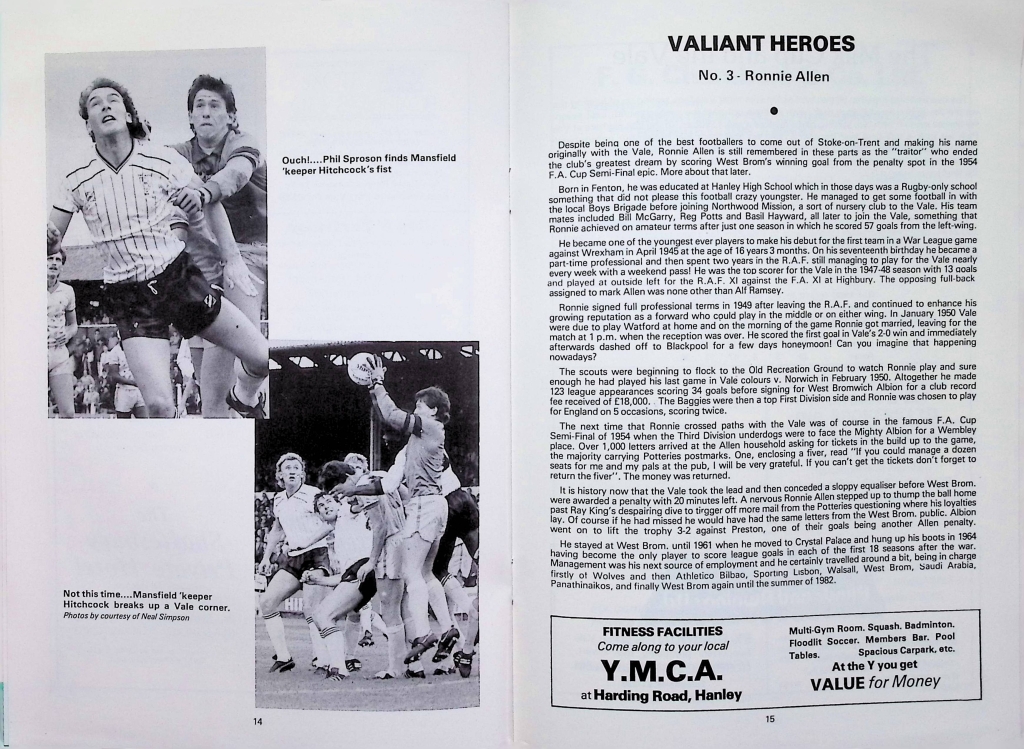 Ouch!....Phil Sproson finds Mansfield
'keeper Hitchcock's fist
Not this time....Mansfield 'keeper
Hitchcock breaks up a Vale corner.
Photos by courtesy of Neal Simpson
14
VALIANT HEROES
No. 3 - Ronnie Allen
Despite being one of the best footballers to come out of Stoke-on-Trent and making his name
originally with the Vale, Ronnie Allen is still remembered in these parts as the "traitor" who ended
the club's greatest dream by scoring West Brom's winning goal from the penalty spot in the 1954
F.A. Cup Semi-Final epic. More about that later.
Born in Fenton, he was educated at Hanley High School which in those days was a Rugby-only school
something that did not please this football crazy youngster. He managed to get some football in with
the local Boys Brigade before joining Northwood Mission, a sort of nursery club to the Vale. His team
mates included Bill McGarry, Reg Potts and Basil Hayward, all later to join the Vale, something that
Ronnie achieved on amateur terms after just one season in which he scored 57 goals from the left-wing.
He became one of the youngest ever players to make his debut for the first team in a War League game
against Wrexham in April 1945 at the age of 16 years 3 months. On his seventeenth birthday he became a
part-time professional and then spent two years in the R.A.F. still managing to play for the Vale nearly
every week with a weekend pass! He was the top scorer for the Vale in the 1947-48 season with 13 goals
and played at outside left for the R.A.F. XI against the F.A. XI at Highbury. The opposing full-back
assigned to mark Allen was none other than Alf Ramsey.
Ronnie signed full professional terms in 1949 after leaving the R.A.F. and continued to enhance his
growing reputation as a forward who could play in the middle or on either wing. In January 1950 Vale
were due to play Watford at home and on the morning of the game Ronnie got married, leaving for the
match at 1 p.m. when the reception was over. He scored the first goal in Vale's 2-0 win and immediately
afterwards dashed off to Blackpool for a few days honeymoon! Can you imagine that happening
nowadays?
The scouts were beginning to flock to the Old Recreation Ground to watch Ronnie play and sure
enough he had played his last game in Vale colours v. Norwich in February 1950. Altogether he made
123 league appearances scoring 34 goals before signing for West Bromwich Albion for a club record
fee received of £18,000. . The Baggies were then a top First Division side and Ronnie was chosen to play
for England on 5 occasions, scoring twice.
The next time that Ronnie crossed paths with the Vale was of course in the famous F.A. Cup
Semi-Final of 1954 when the Third Division underdogs were to face the Mighty Albion for a Wembley
place. Over 1,000 letters arrived at the Allen household asking for tickets in the build up to the game,
the majority carrying Potteries postmarks. One, enclosing a fiver, read "If you could manage a dozen
seats for me and my pals at the pub, I will be very grateful. If you can't get the tickets don't forget to
return the fiver". The money was returned.
It is history now that the Vale took the lead and then conceded a sloppy equaliser before West Brom.
were awarded a penalty with 20 minutes left. A nervous Ronnie Allen stepped up to thump the ball home
past Ray King's despairing dive to tirgger off more mail from the Potteries questioning where his loyalties
lay. Of course if he had missed he would have had the same letters from the West Brom. public. Albion
went on to lift the trophy 3-2 against Preston, one of their goals being another Allen penalty.
He stayed at West Brom. until 1961 when he moved to Crystal Palace and hung up his boots in 1964
having become the only player to score league goals in each of the first 18 seasons after the war.
Management was his next source of employment and he certainly travelled around a bit, being in charge
firstly of Wolves and then Athletico Bilbao, Sporting Lisbon, Walsall, West Brom, Saudi Arabia,
Panathinaikos, and finally West Brom again until the summer of 1982.
FITNESS FACILITIES
Come along to your local
Y.M.C.A.
at Harding Road, Hanley
Multi-Gym Room. Squash. Badminton.
Floodlit Soccer. Members Bar. Pool
Tables. Spacious Carpark, etc.
At the Y you get
VALUE for Money
15